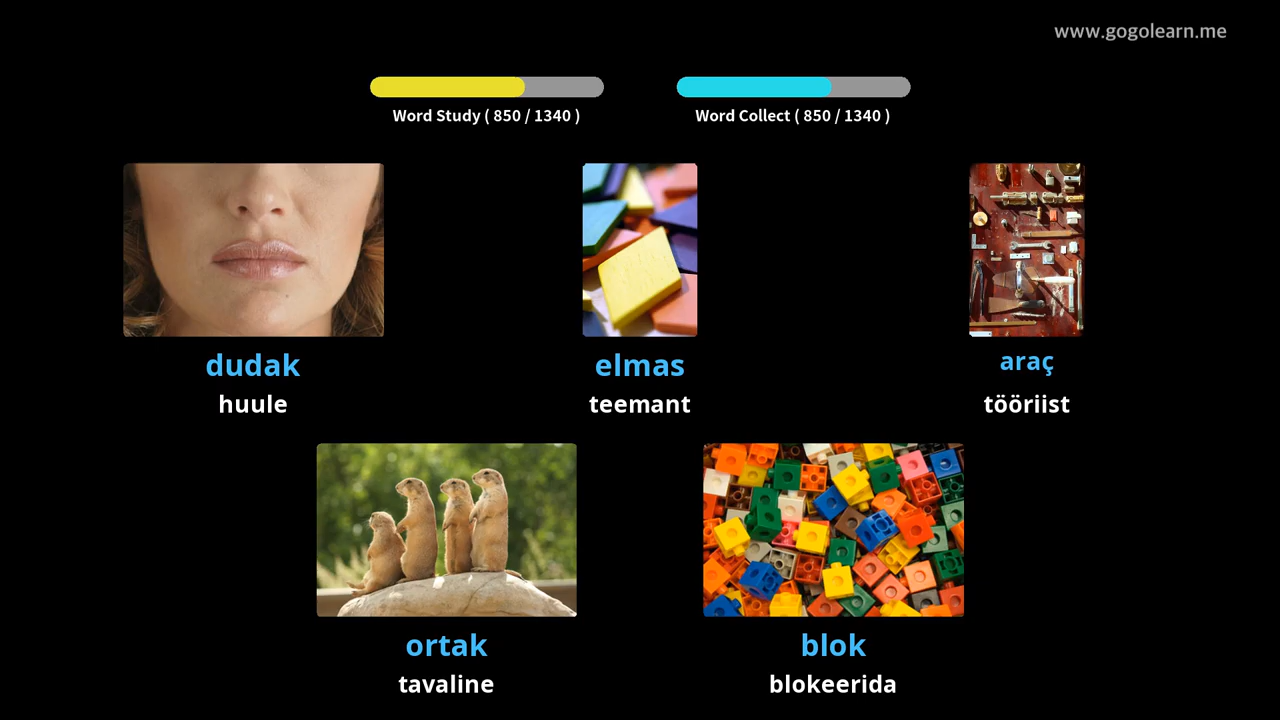 www.gogolearn.me
Word Study ( 850 / 1340 )
Word Collect ( 850 / 1340 )
dudak
huule
elmas
teemant
araç
tööriist
ortak
tavaline
blok
blokeerida